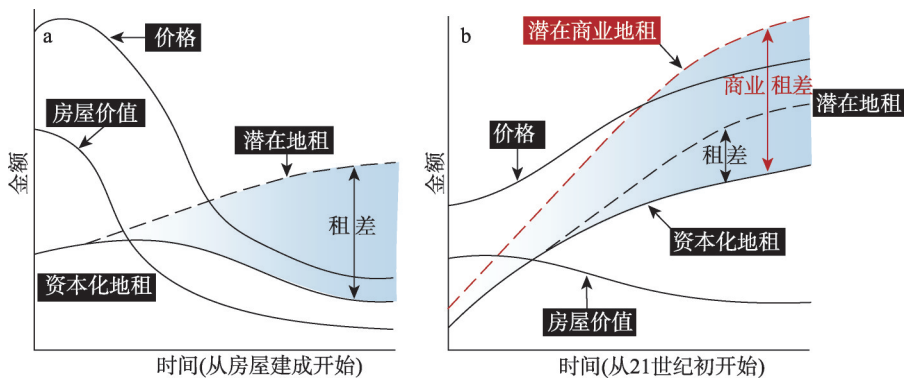 a
价格
房屋价值
潜在地租
租差
资本化地租
金额
时间(从房屋建成开始)
b
潜在商业地租
商业 租差
潜在地租
价格
租差
资本化地租
房屋价值
金额
时间(从21世纪初开始)